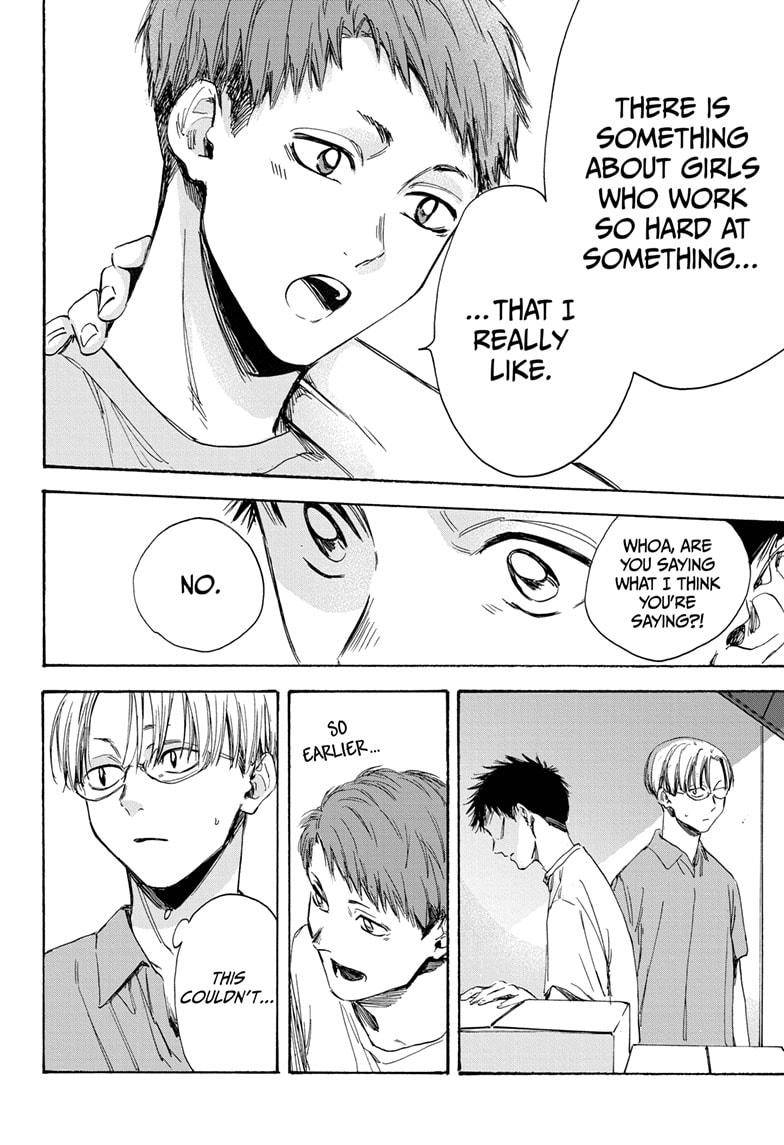 THERE IS
SOMETHING
ABOUT GIRLS
WHO WORK
SO HARD AT
SOMETHING...
...THAT I
REALLY
LIKE.
WHOA, ARE
YOU SAYING
WHAT I THINK
YOU'RE
SAYING?!
NO.
SO
EARLIER...
THIS
COULDN'T...